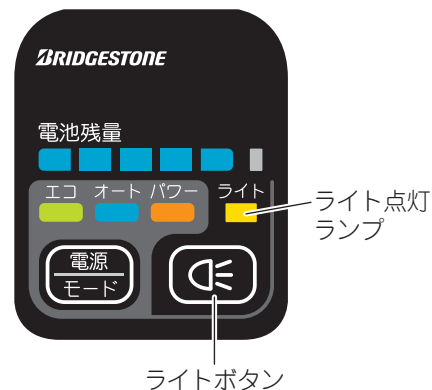 BRIDGESTONE
電池残量
エコ オート パワー ライト
ライト点灯
ランプ
電源
モード
ライトボタン